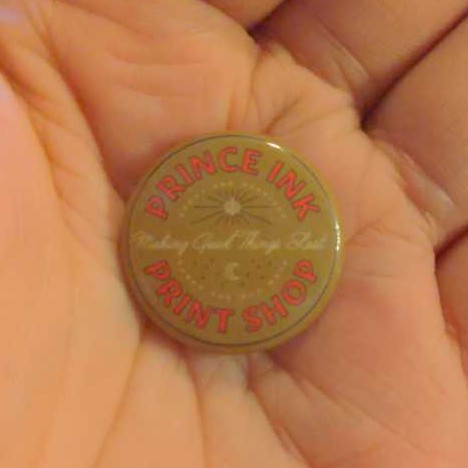 PRINCE INK
Making Good Things Last
PRINT SHOP